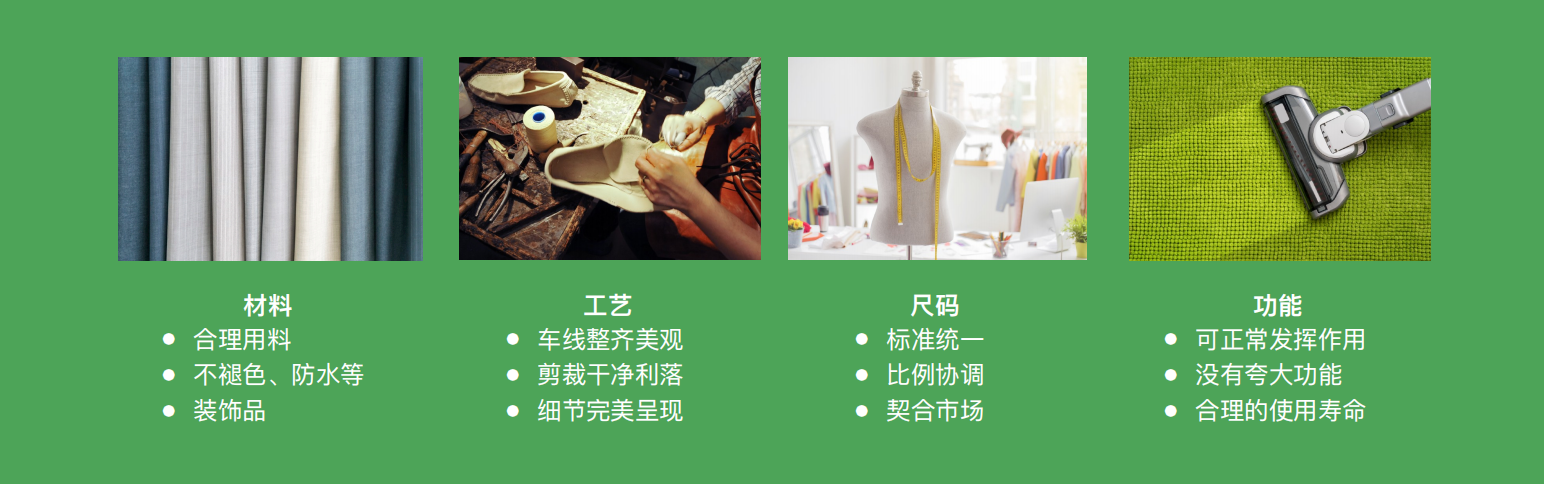 材料
● 合理用料
● 不褪色、防水等
● 装饰品
工艺
● 车线整齐美观
● 剪裁干净利落
● 细节完美呈现
尺码
● 标准统一
● 比例协调
● 契合市场
功能
● 可正常发挥作用
● 没有夸大功能
● 合理的使用寿命